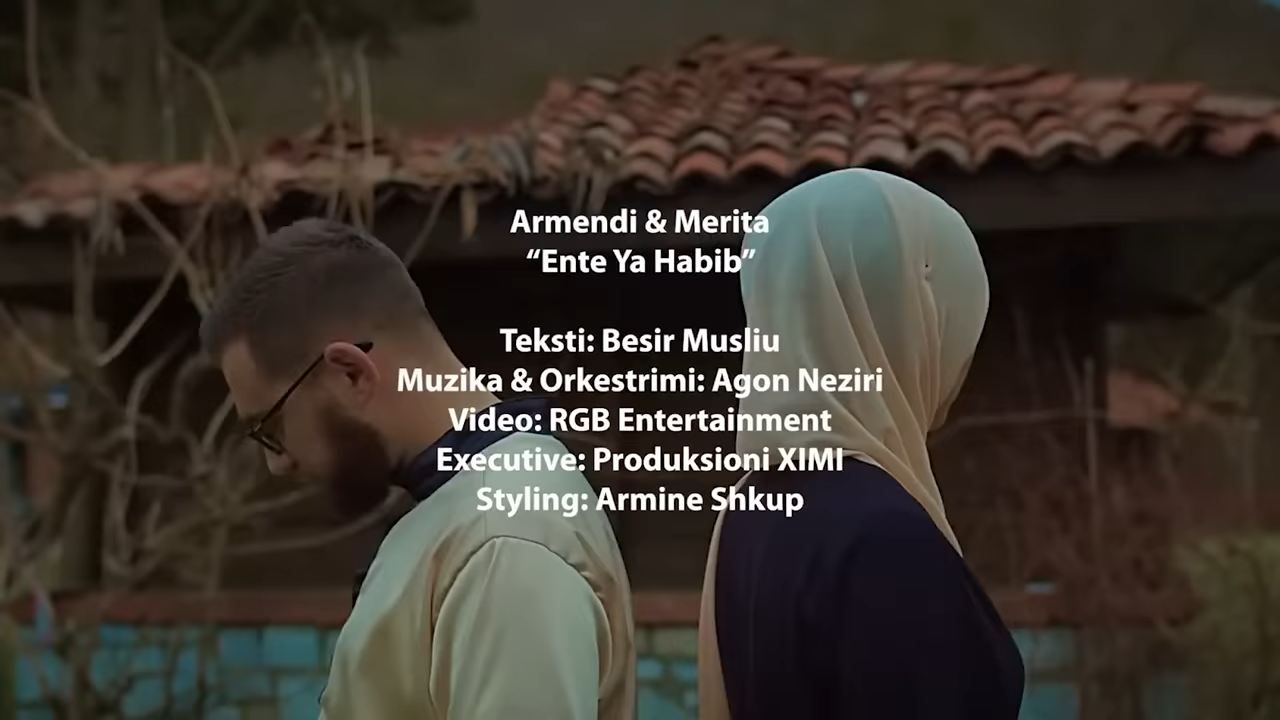 Armendi & Merita
“Ente Ya Habib”
Teksti: Besir Musliu
Muzika & Orkestrimi: Agon Neziri
Video: RGB Entertainment
Executive: Produksioni XIMI
Styling: Armine Shkup